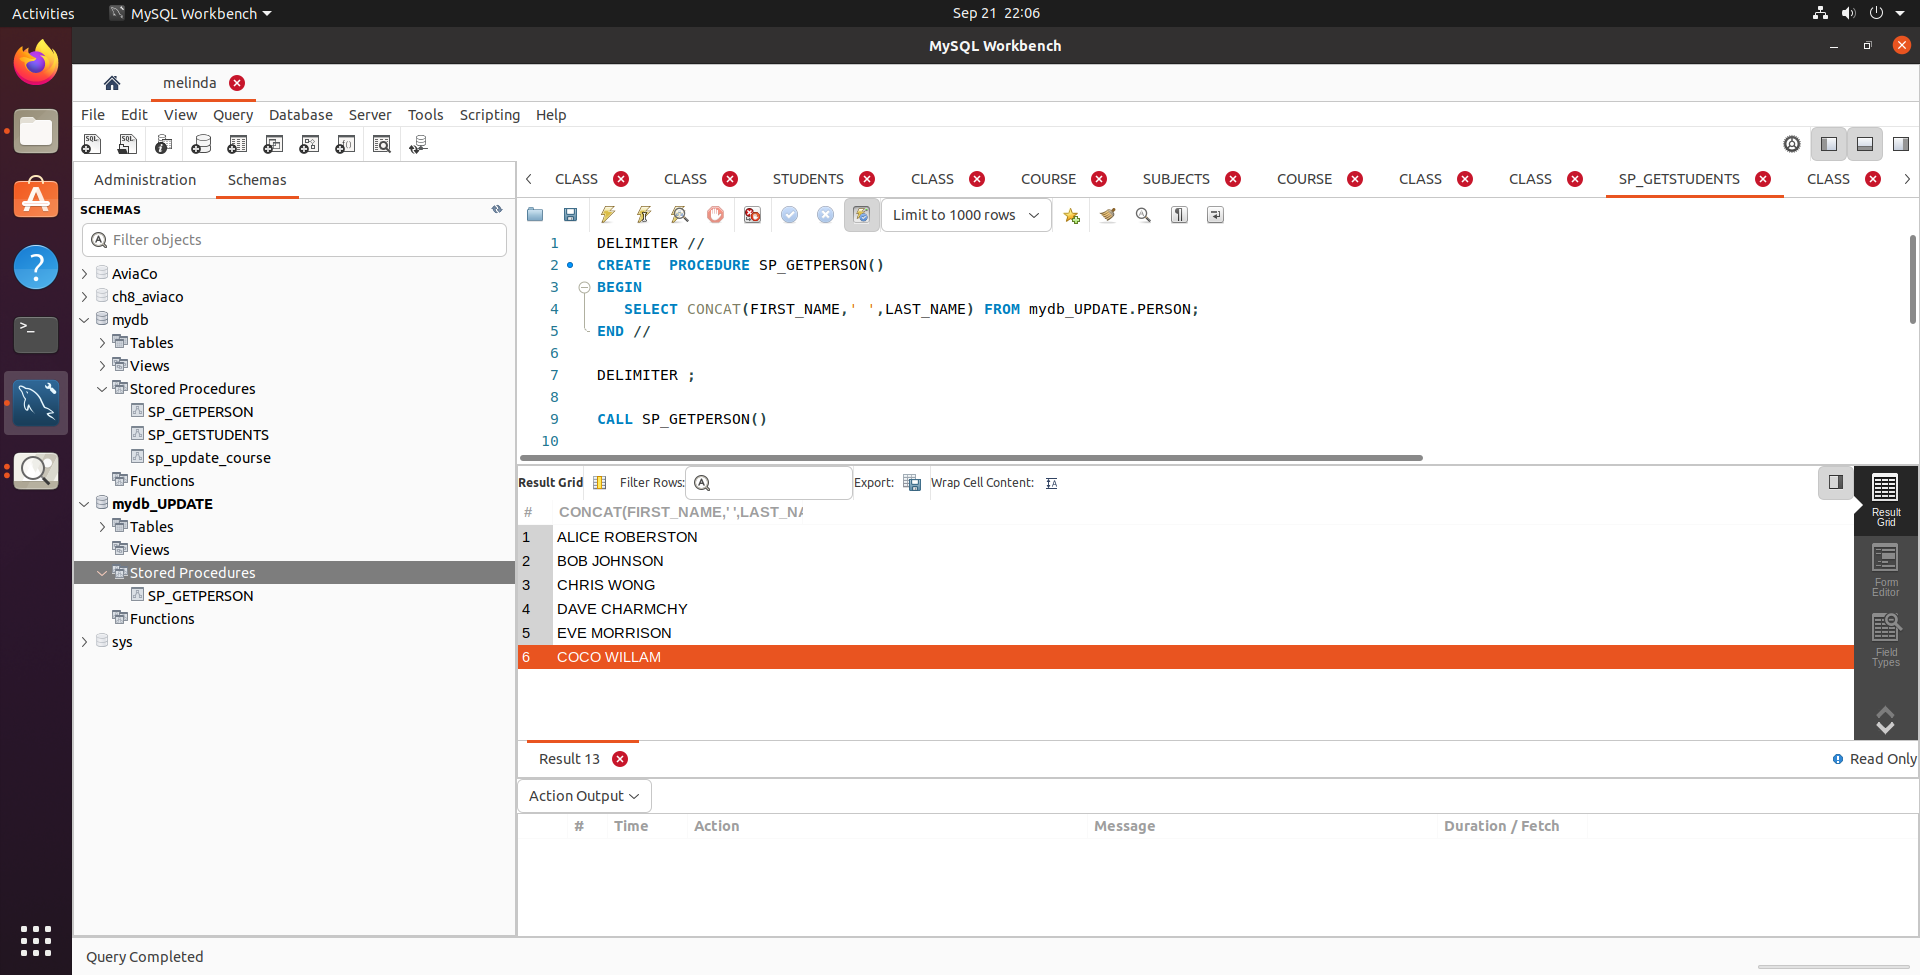 Activities
MySQL Workbench
Sep 21 22:06
MySQL Workbench
melinda
File Edit View Query Database Server Tools Scripting Help
Administration Schemas
SCHEMAS
Filter objects
AviaCo
ch8_aviaco
mydb
Tables
Views
Stored Procedures
SP_GETPERSON
SP_GETSTUDENTS
sp_update_course
Functions
mydb_UPDATE
Tables
Views
Stored Procedures
SP_GETPERSON
Functions
sys
CLASS CLASS STUDENTS CLASS COURSE SUBJECTS COURSE CLASS CLASS SP_GETSTUDENTS CLASS
Limit to 1000 rows
1 DELIMITER //
2 CREATE  PROCEDURE SP_GETPERSON()
3 BEGIN
4    SELECT CONCAT(FIRST_NAME,' ',LAST_NAME) FROM mydb_UPDATE.PERSON;
5 END //
6
7 DELIMITER ;
8
9 CALL SP_GETPERSON()
10
Result Grid Filter Rows: Export: Wrap Cell Content:
# CONCAT(FIRST_NAME,' ',LAST_NA
1 ALICE ROBERSTON
2 BOB JOHNSON
3 CHRIS WONG
4 DAVE CHARMCHY
5 EVE MORRISON
6 COCO WILLAM
Result
Grid
Form
Editor
Field
Types
Result 13
Read Only
Action Output
# Time Action Message Duration / Fetch
Query Completed